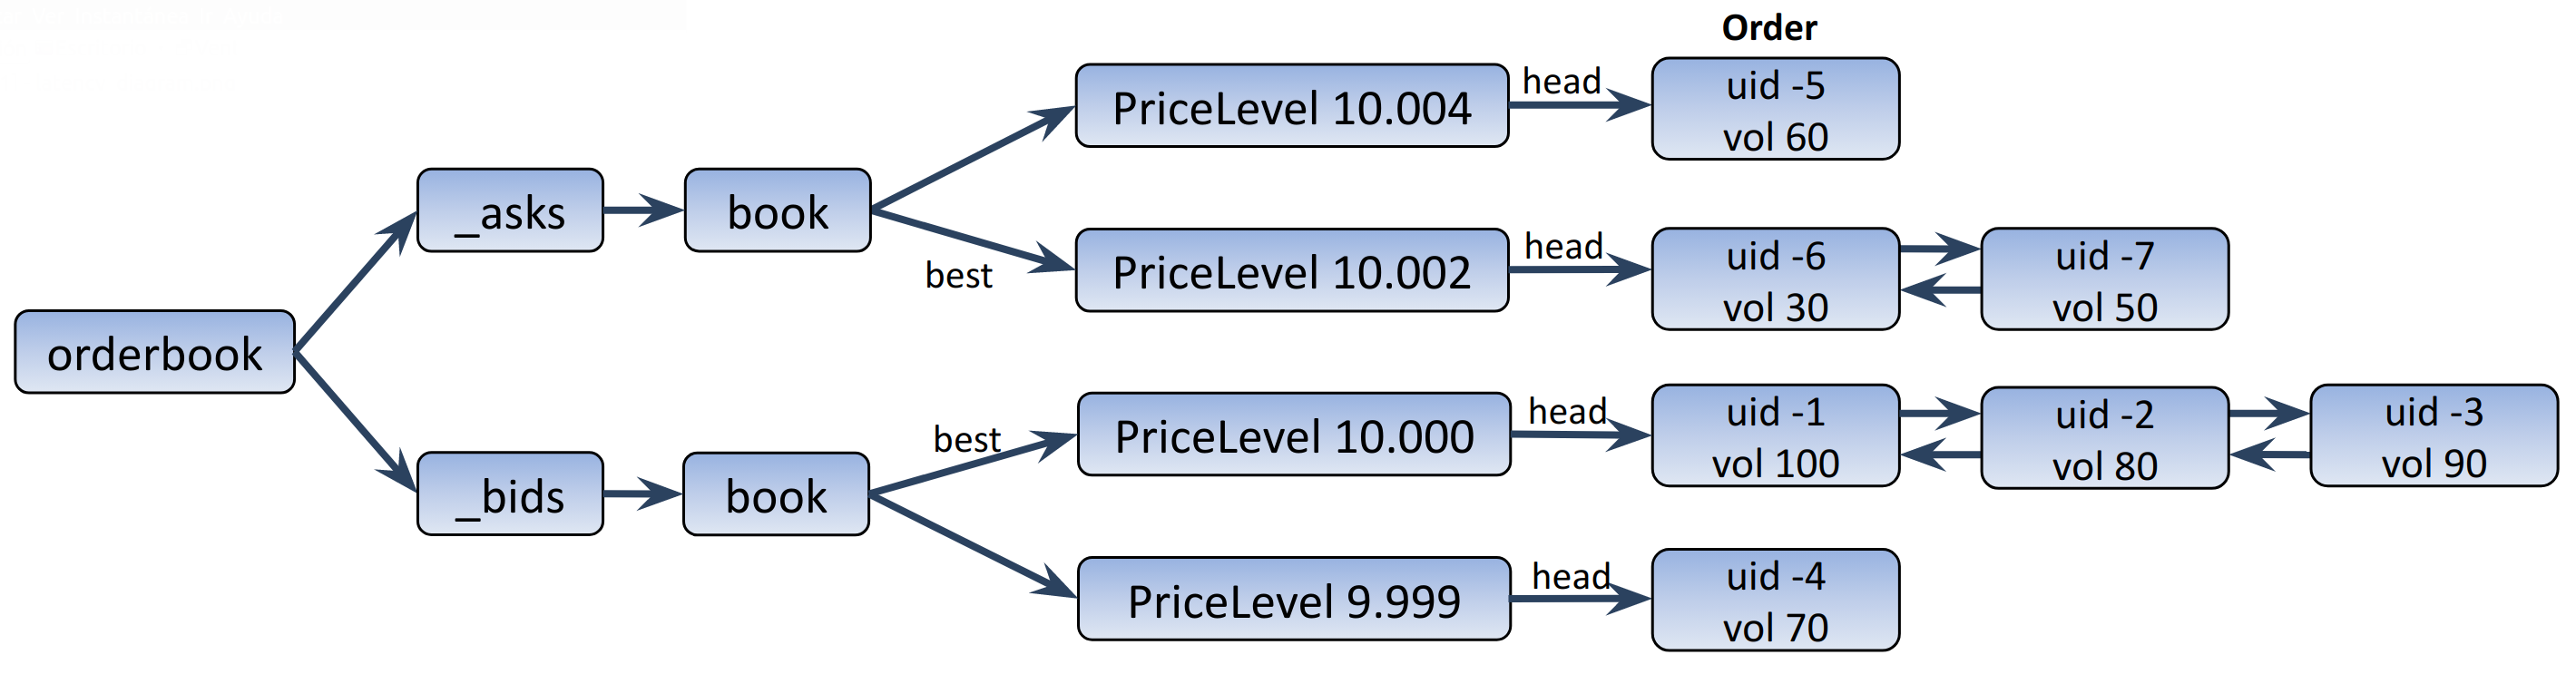 Order
PriceLevel 10.004
head
uid -5
vol 60
_asks
book
best
PriceLevel 10.002
head
uid -6
vol 30
uid -7
vol 50
orderbook
best
PriceLevel 10.000
head
uid -1
vol 100
uid -2
vol 80
uid -3
vol 90
_bids
book
PriceLevel 9.999
head
uid -4
vol 70